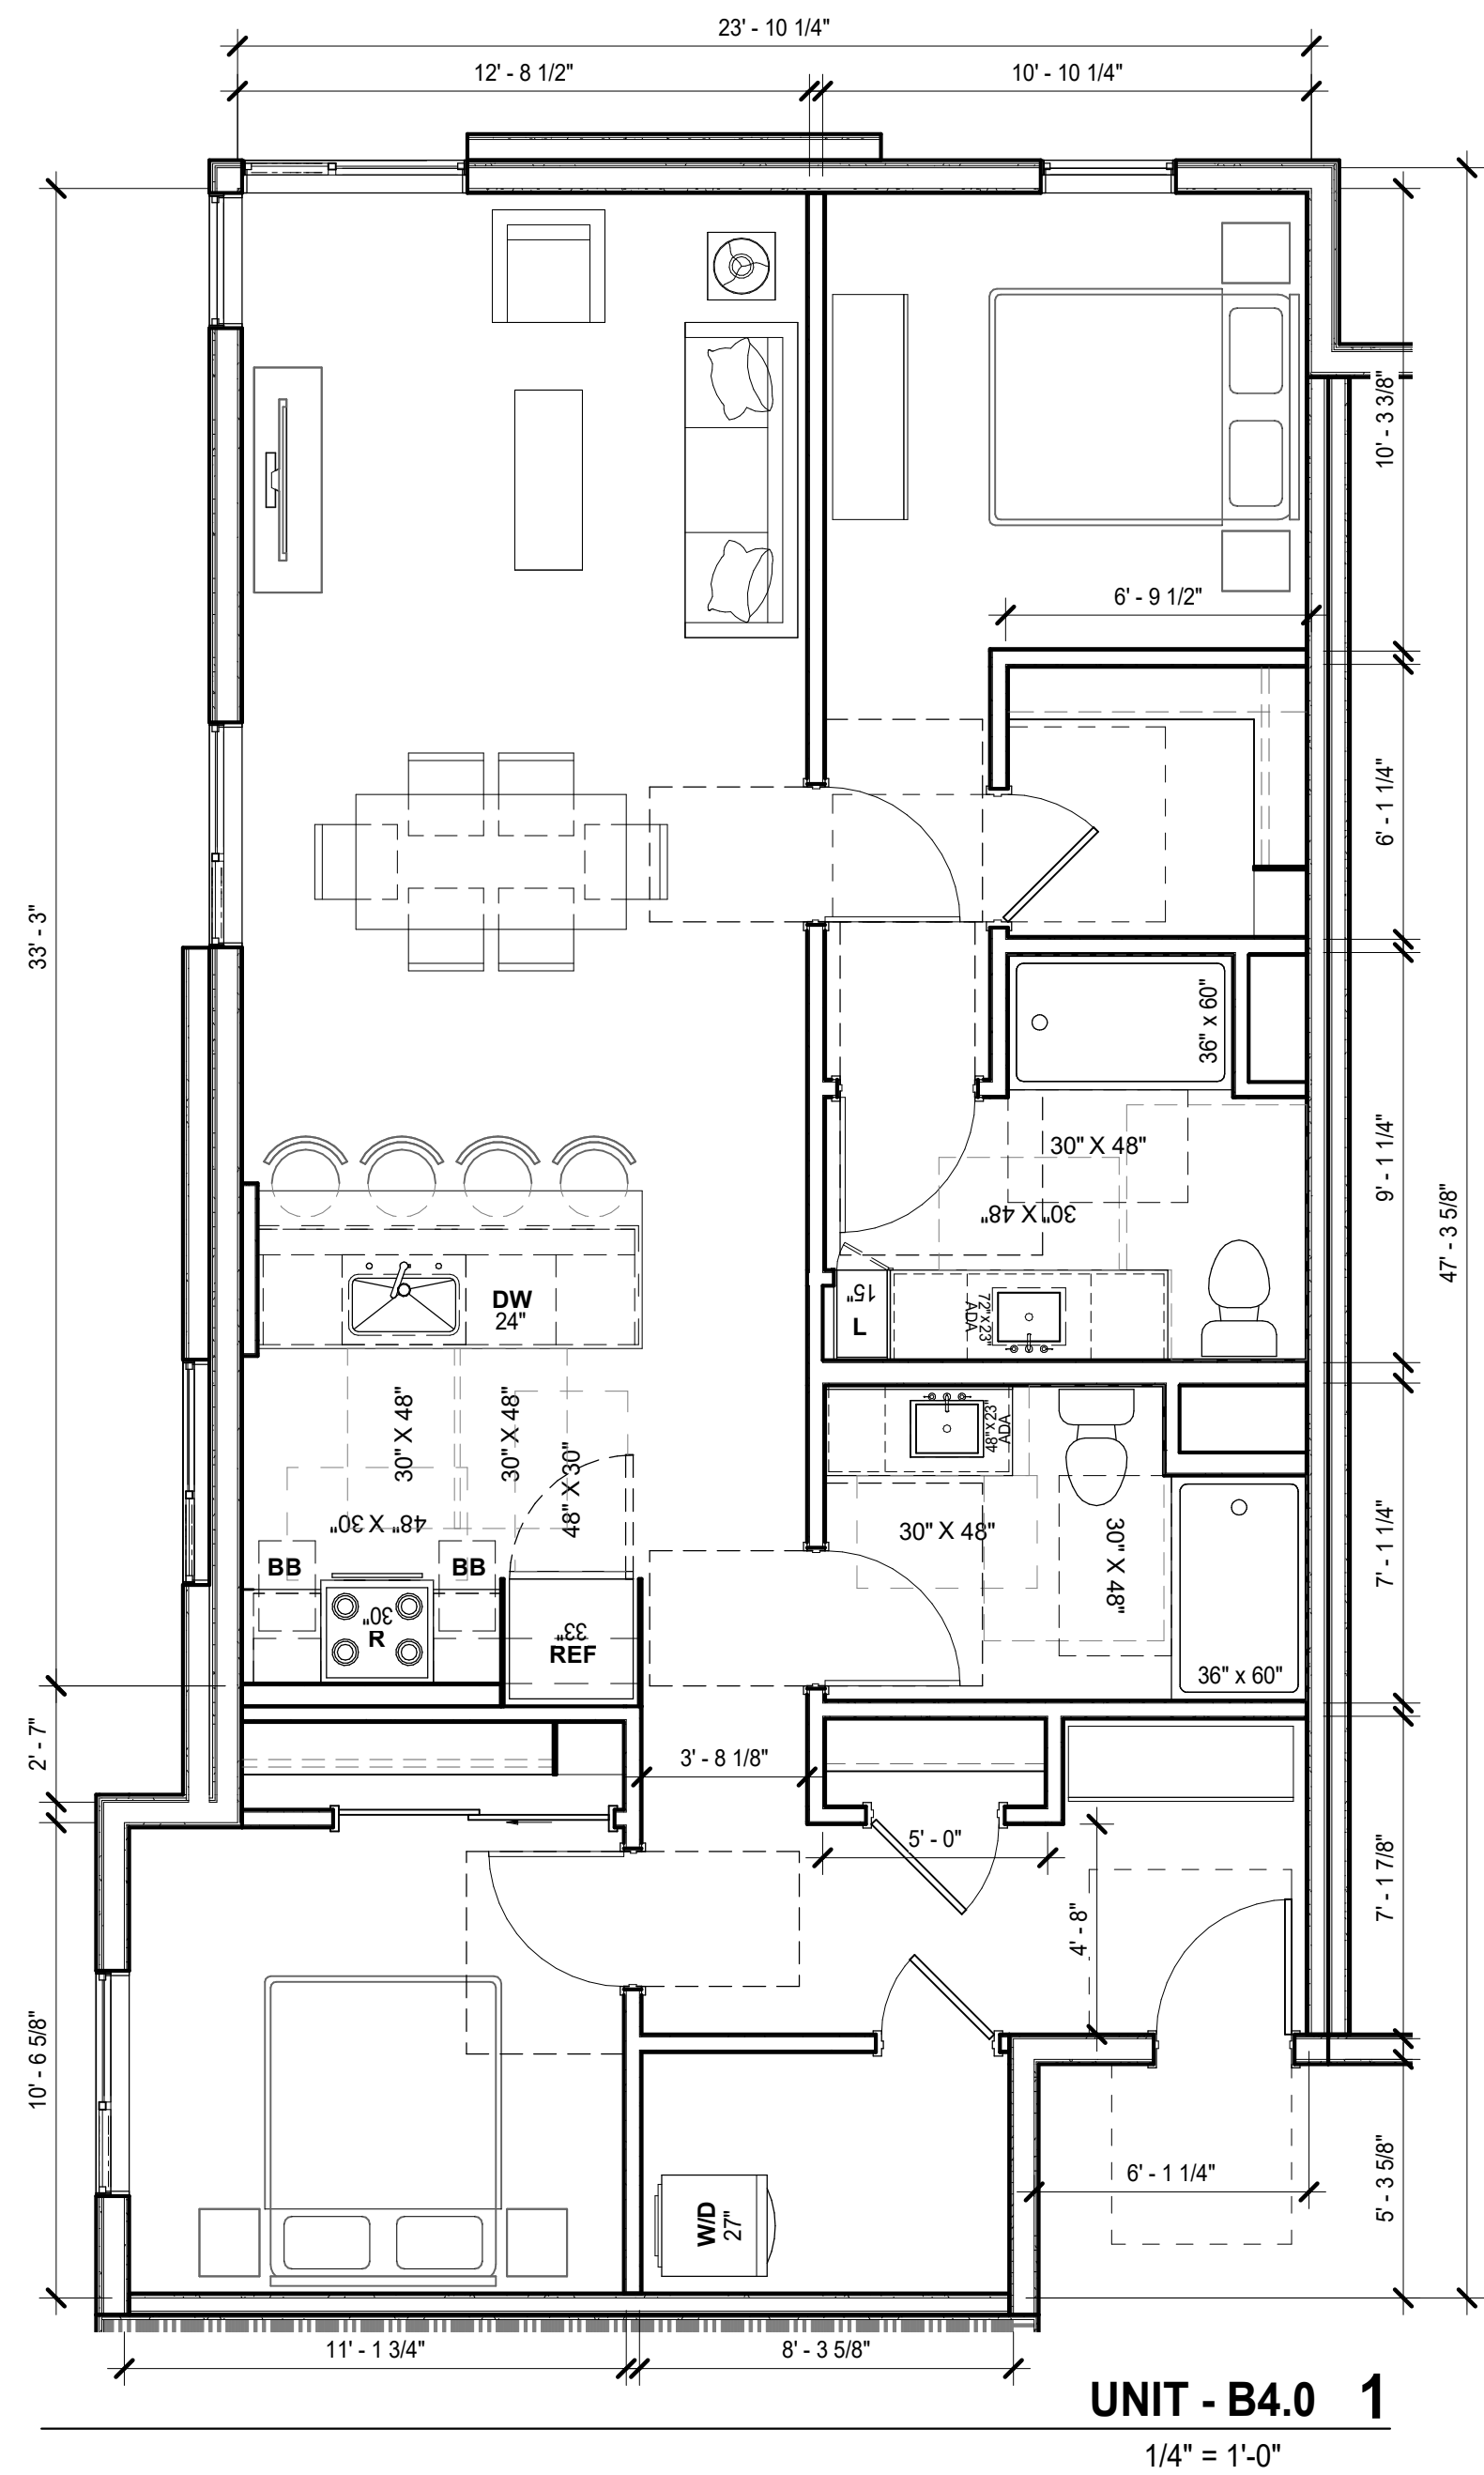 23' - 10 1/4"
12' - 8 1/2"
10' - 10 1/4"
10' - 3 3/8"
6' - 9 1/2"
6' - 1 1/4"
33' - 3"
36" x 60"
9' - 1 1/4"
47' - 3 5/8"
30" X 48"
30" X 48"
DW
24"
15"
L
72"x23"
ADA
48"x23"
ADA
30" X 48"
30" X 48"
48" X 30"
48" X 30"
30" X 48"
30" X 48"
7' - 1 1/4"
BB
BB
30"
R
33"
REF
36" x 60"
2' - 7"
3' - 8 1/8"
5' - 0"
4' - 8"
7' - 1 7/8"
10' - 6 5/8"
W/D
27"
6' - 1 1/4"
5' - 3 5/8"
11' - 1 3/4"
8' - 3 5/8"
UNIT - B4.0 1
1/4" = 1'-0"